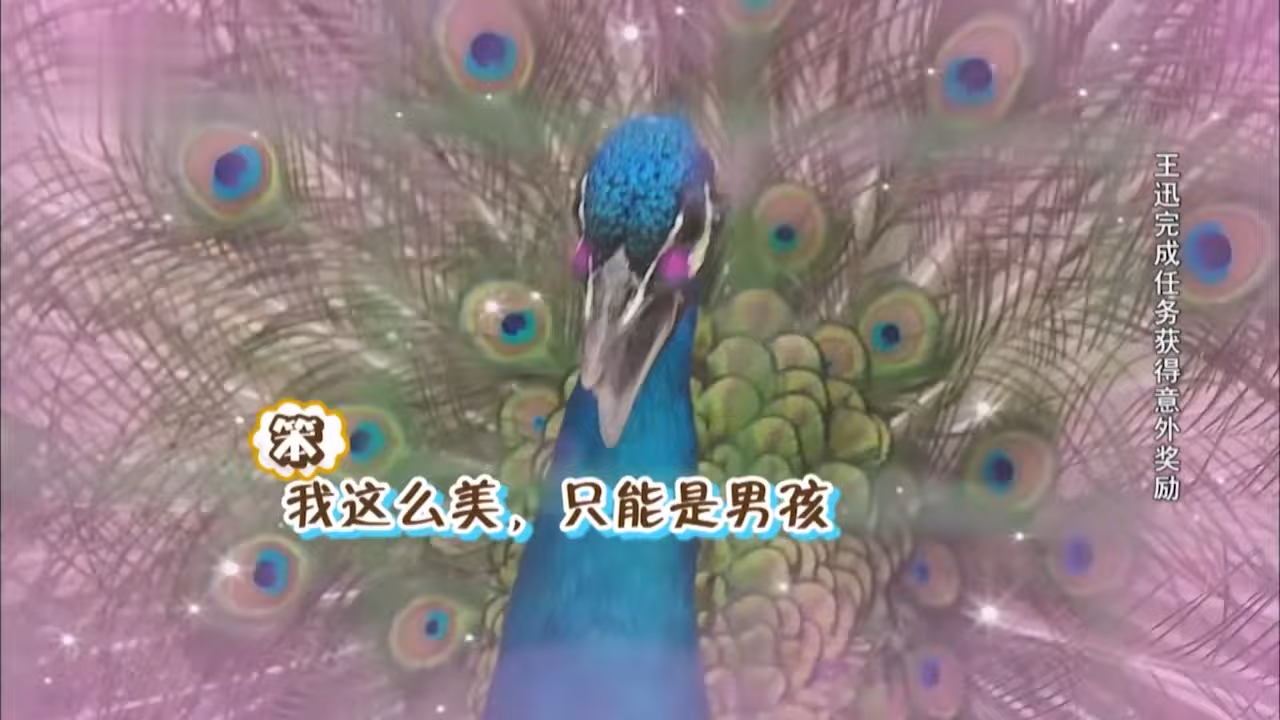 笨
我这么美，只能是男孩
王迅完成任务获得意外奖励